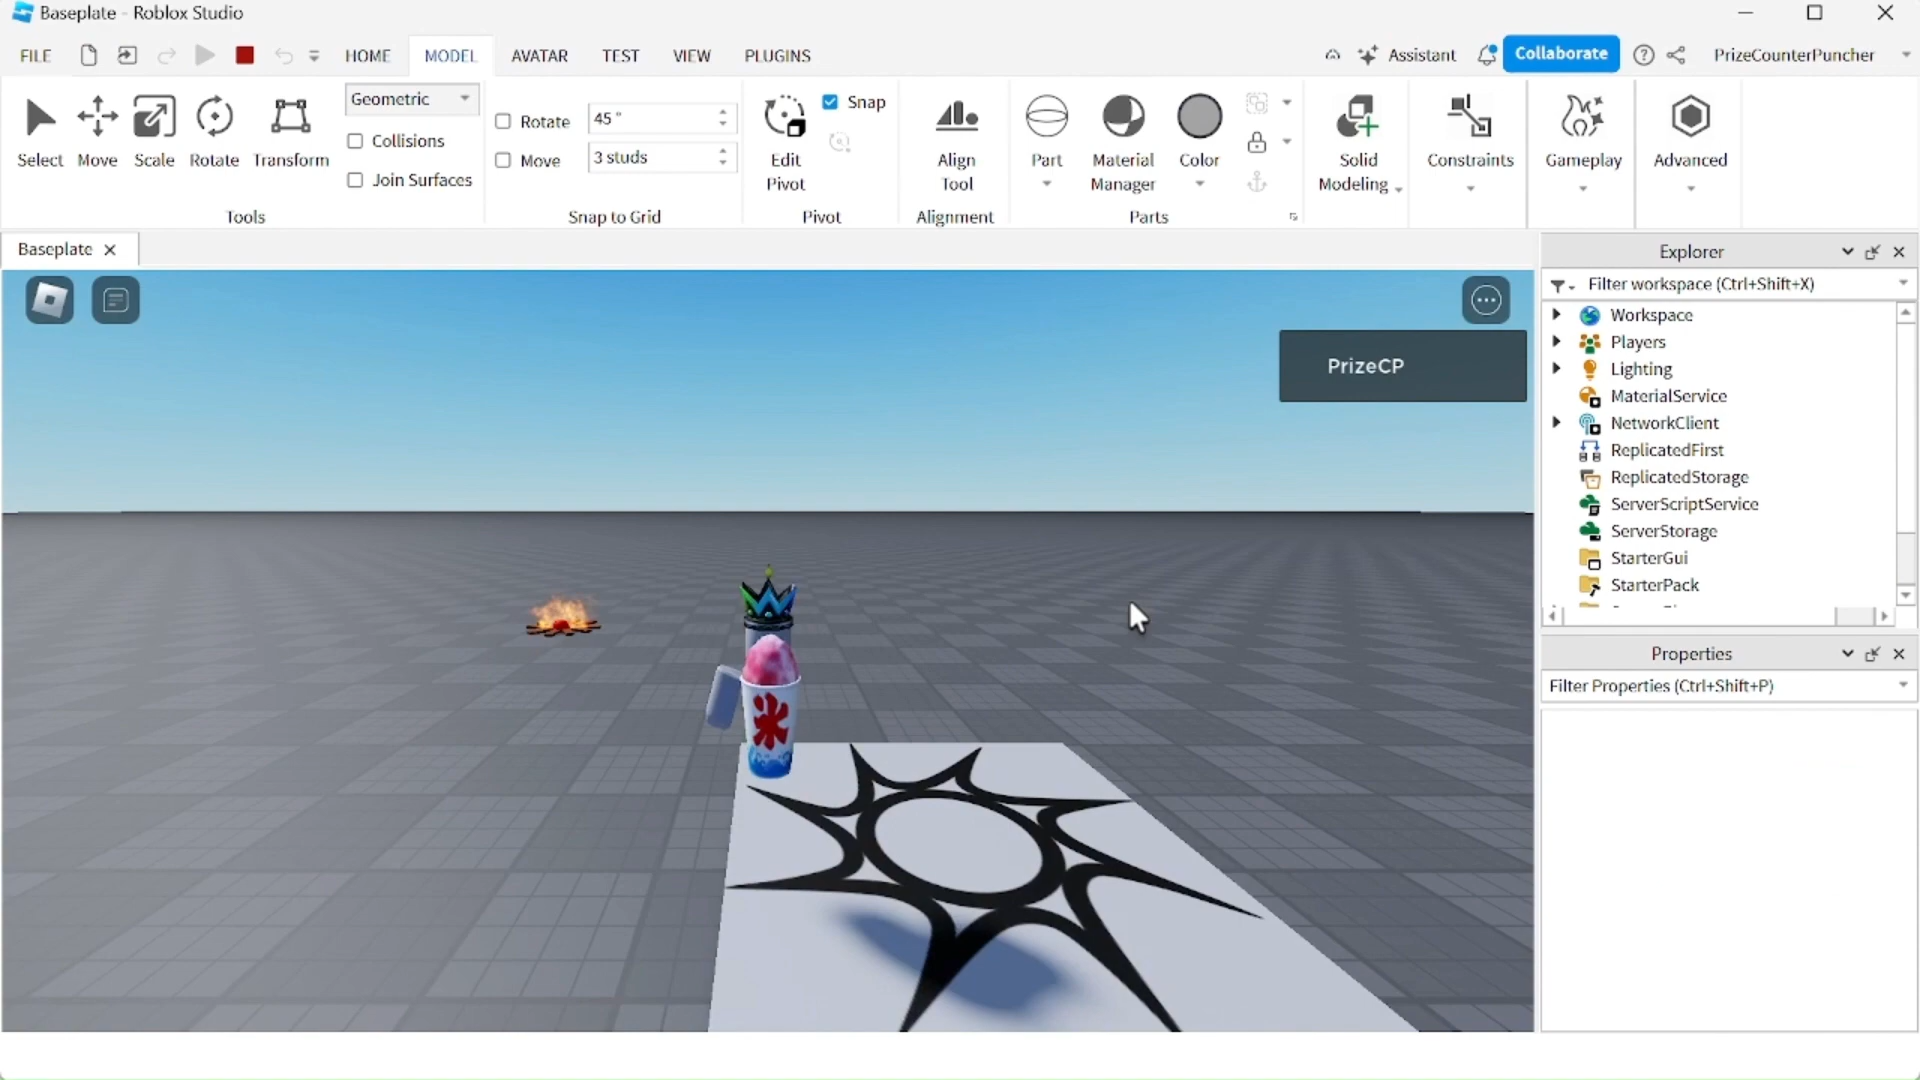 Baseplate - Roblox Studio
FILE HOME MODEL AVATAR TEST VIEW PLUGINS Assistant Collaborate PrizeCounterPuncher
Select Move Scale Rotate Transform
Geometric
Collisions
Join Surfaces
Tools
Rotate 45 °
Move 3 studs
Snap to Grid
Edit
Pivot
Snap
Pivot
Align
Tool
Alignment
Part
Material
Manager
Color
Parts
Solid
Modeling
Constraints
Gameplay
Advanced
Baseplate
PrizeCP
氷
Explorer
Filter workspace (Ctrl+Shift+X)
Workspace
Players
Lighting
MaterialService
NetworkClient
ReplicatedFirst
ReplicatedStorage
ServerScriptService
ServerStorage
StarterGui
StarterPack
Properties
Filter Properties (Ctrl+Shift+P)